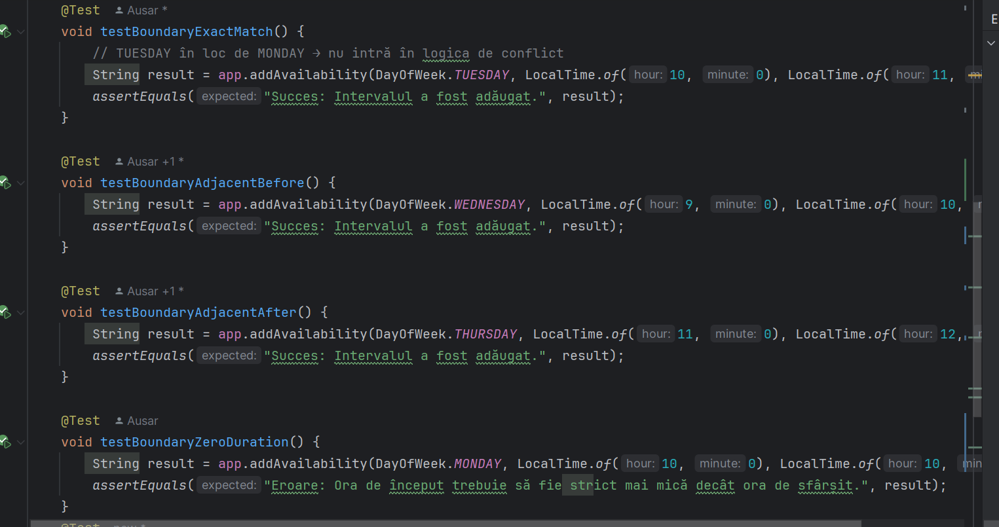 @Test Ausar *
void testBoundaryExactMatch() {
// TUESDAY în loc de MONDAY → nu intră în logica de conflict
String result = app.addAvailability(DayOfWeek.TUESDAY, LocalTime.of( hour: 10, minute: 0), LocalTime.of( hour: 11,
assertEquals( expected: "Succes: Intervalul a fost adăugat.", result);
}
@Test Ausar +1 *
void testBoundaryAdjacentBefore() {
String result = app.addAvailability(DayOfWeek.WEDNESDAY, LocalTime.of( hour: 9, minute: 0), LocalTime.of( hour: 10,
assertEquals( expected: "Succes: Intervalul a fost adăugat.", result);
}
@Test Ausar +1 *
void testBoundaryAdjacentAfter() {
String result = app.addAvailability(DayOfWeek.THURSDAY, LocalTime.of( hour: 11, minute: 0), LocalTime.of( hour: 12,
assertEquals( expected: "Succes: Intervalul a fost adăugat.", result);
}
@Test Ausar
void testBoundaryZeroDuration() {
String result = app.addAvailability(DayOfWeek.MONDAY, LocalTime.of( hour: 10, minute: 0), LocalTime.of( hour: 10, min
assertEquals( expected: "Eroare: Ora de început trebuie să fie strict mai mică decât ora de sfârșit.", result);
}
@Test new *